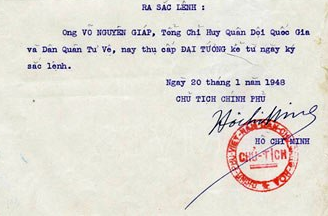 RA SẮC LỆNH :
Ong VÕ NGUYÊN GIÁP, Tổng Chỉ Huy Quân Đội Quốc Gia
và Dân Quân Tự Vệ, nay thụ cấp ĐẠI TƯỚNG kể từ ngày ký
sắc lệnh.
Ngày 20 tháng 1 năm 1948
CHỦ TỊCH CHÍNH PHỦ
HỒ CHÍ MINH
CHỦ-TỊCH